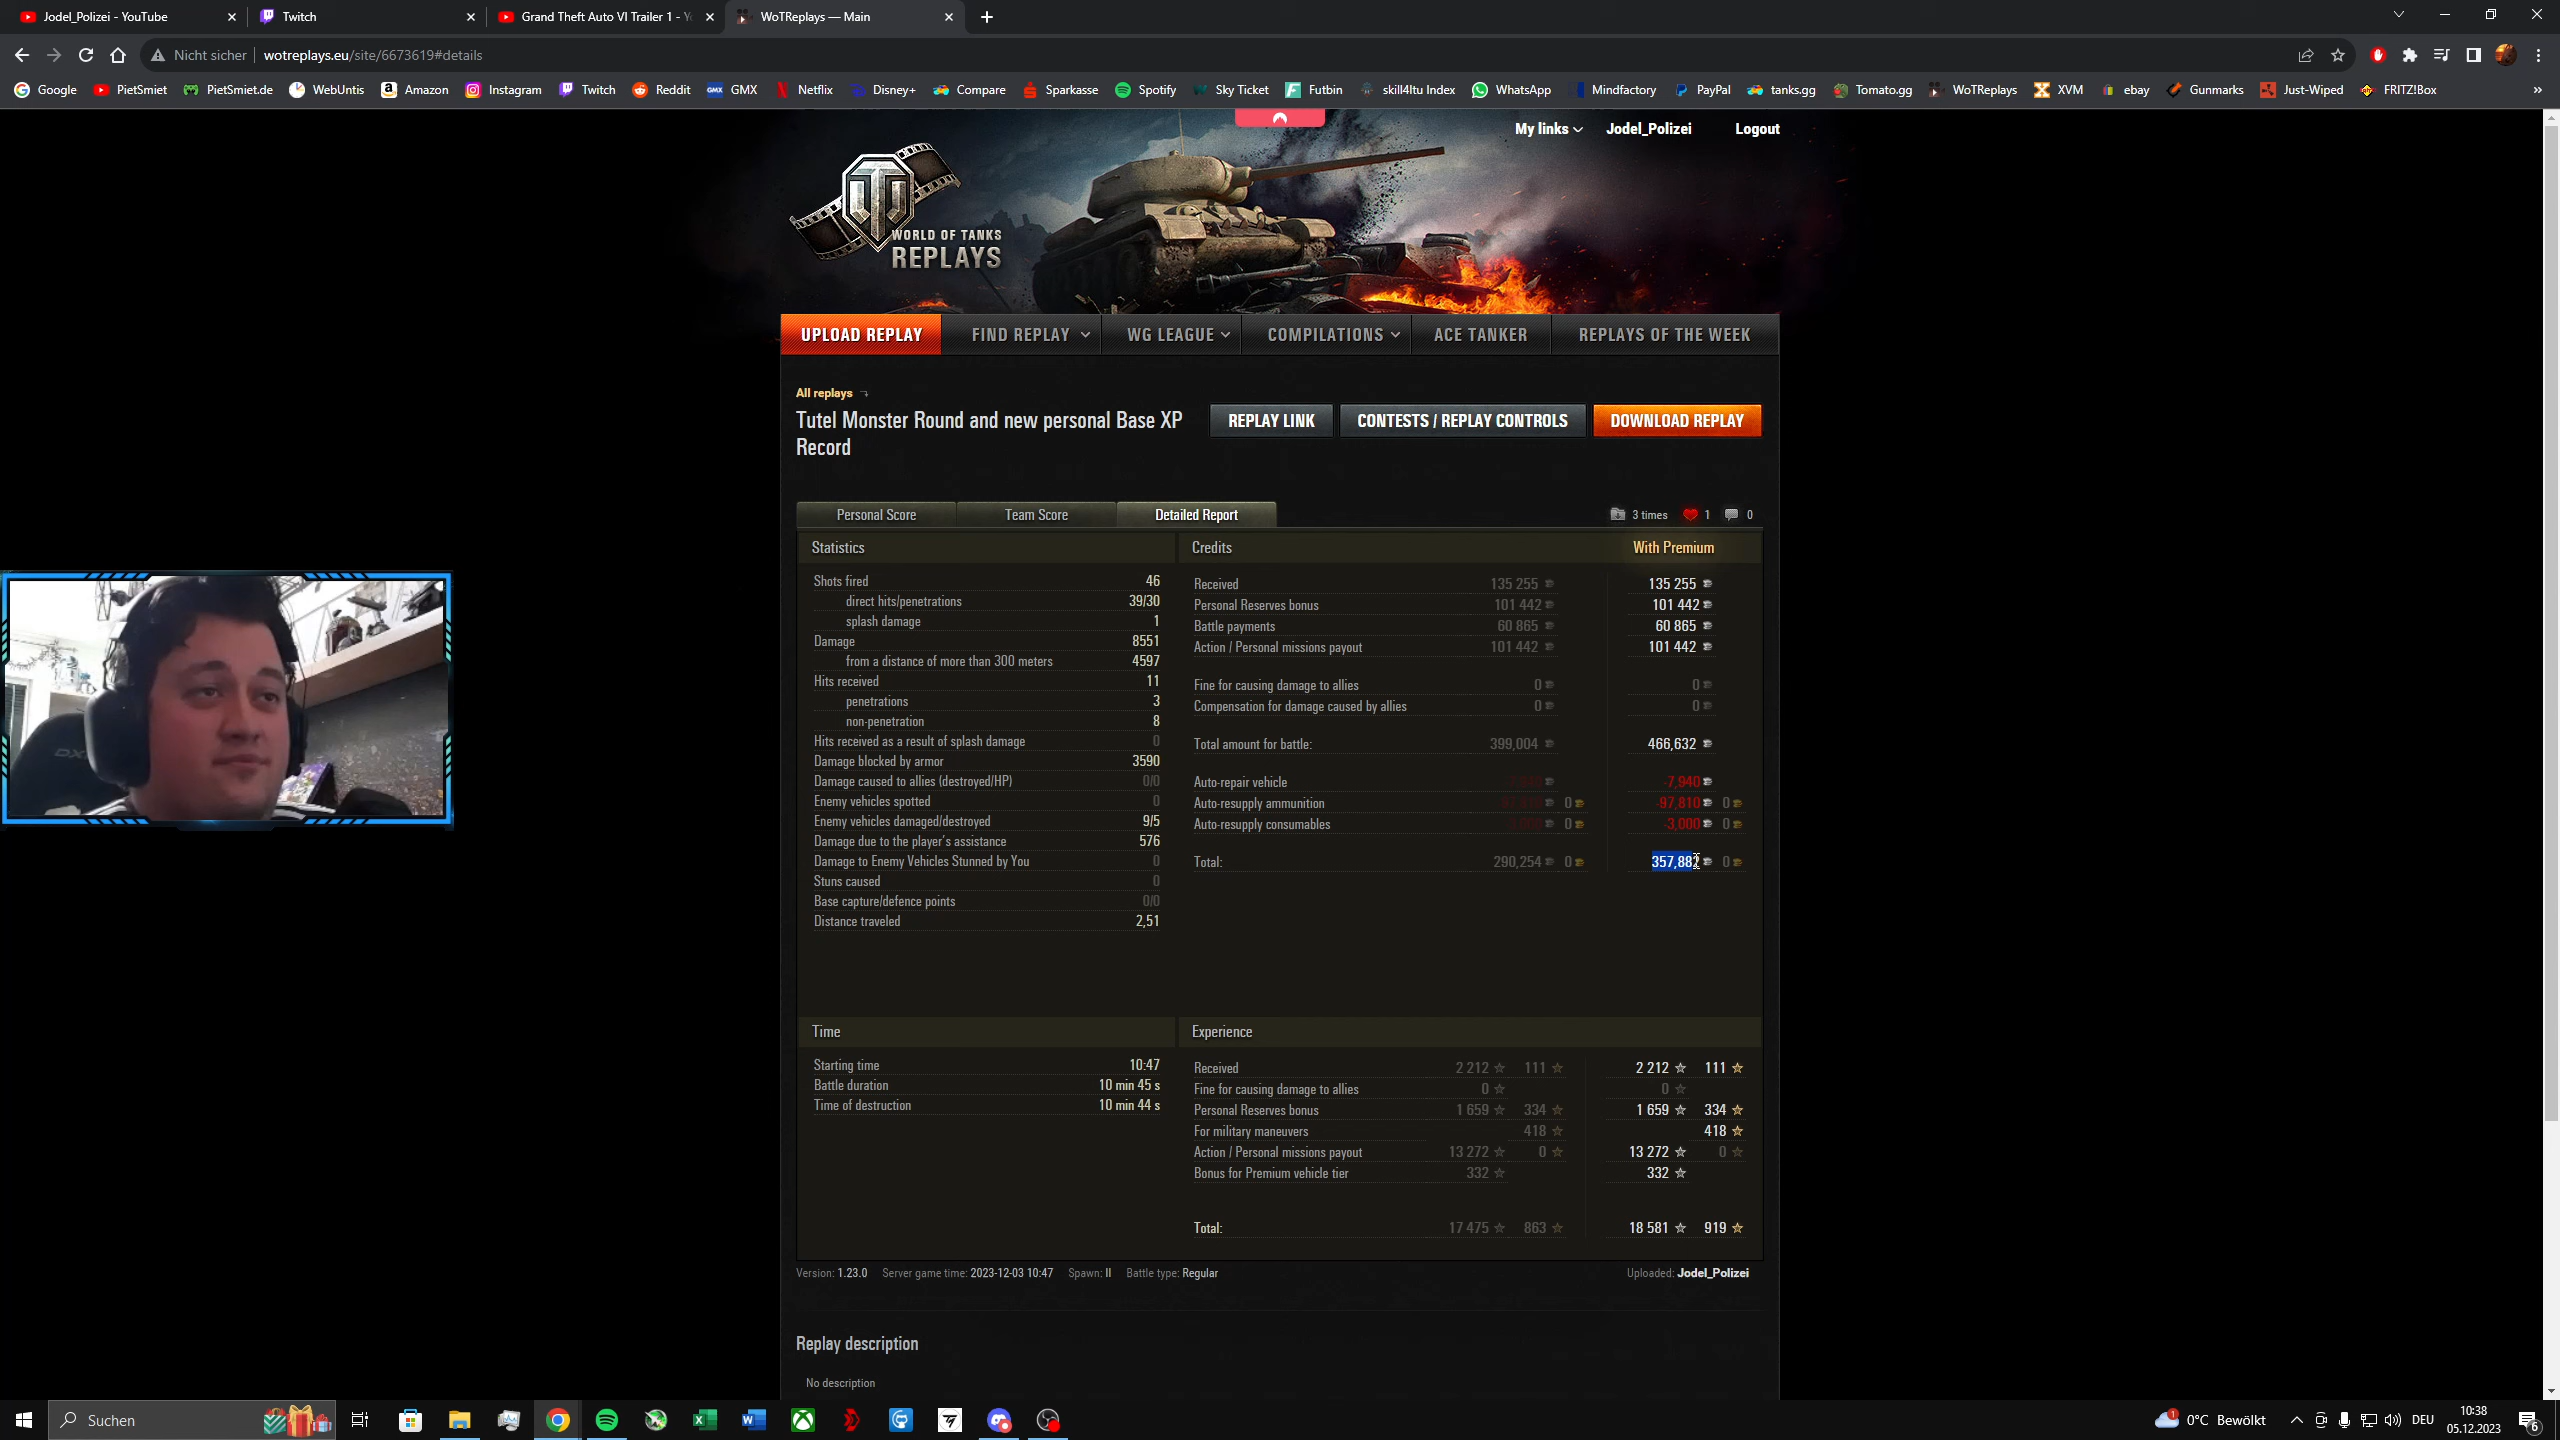 Jodel_Polizei - YouTube
Twitch
Grand Theft Auto VI Trailer 1 - Y
WoTReplays — Main
Nicht sicher
wotreplays.eu/site/6673619#details
Google PietSmiet PietSmiet.de WebUntis Amazon Instagram Twitch Reddit GMX Netflix Disney+ Compare Sparkasse Spotify Sky Ticket Futbin skill4ltu Index WhatsApp Mindfactory PayPal tanks.gg Tomato.gg WoTReplays XVM ebay Gunmarks Just-Wiped FRITZ!Box »
My links Jodel_Polizei Logout
WORLD OF TANKS
REPLAYS
UPLOAD REPLAY FIND REPLAY WG LEAGUE COMPILATIONS ACE TANKER REPLAYS OF THE WEEK
All replays
Tutel Monster Round and new personal Base XP
Record
REPLAY LINK CONTESTS / REPLAY CONTROLS DOWNLOAD REPLAY
Personal Score Team Score Detailed Report 3 times 1 0
Statistics
Shots fired 46
direct hits/penetrations 39/30
splash damage 1
Damage 8551
from a distance of more than 300 meters 4597
Hits received 11
penetrations 3
non-penetration 8
Hits received as a result of splash damage 0
Damage blocked by armor 3590
Damage caused to allies (destroyed/HP) 0/0
Enemy vehicles spotted 0
Enemy vehicles damaged/destroyed 9/5
Damage due to the player's assistance 576
Damage to Enemy Vehicles Stunned by You 0
Stuns caused 0
Base capture/defence points 0/0
Distance traveled 2,51
Credits With Premium
Received 135 255 135 255
Personal Reserves bonus 101 442 101 442
Battle payments 60 865 60 865
Action / Personal missions payout 101 442 101 442
Fine for causing damage to allies 0 0
Compensation for damage caused by allies 0 0
Total amount for battle: 399,004 466,632
Auto-repair vehicle -7,940
Auto-resupply ammunition 0 -97,810 0
Auto-resupply consumables 0 -3,000 0
Total: 290,254 0 357,882 0
Time
Starting time 10:47
Battle duration 10 min 45 s
Time of destruction 10 min 44 s
Experience
Received 2 212 111 2 212 111
Fine for causing damage to allies 0 0
Personal Reserves bonus 1 659 334 1 659 334
For military maneuvers 418 418
Action / Personal missions payout 13 272 0 13 272 0
Bonus for Premium vehicle tier 332 332
Total: 17 475 863 18 581 919
Version: 1.23.0 Server game time: 2023-12-03 10:47 Spawn: II Battle type: Regular Uploaded: Jodel_Polizei
Replay description
No description
Suchen
1
0°C Bewölkt
DEU
10:38
05.12.2023
6